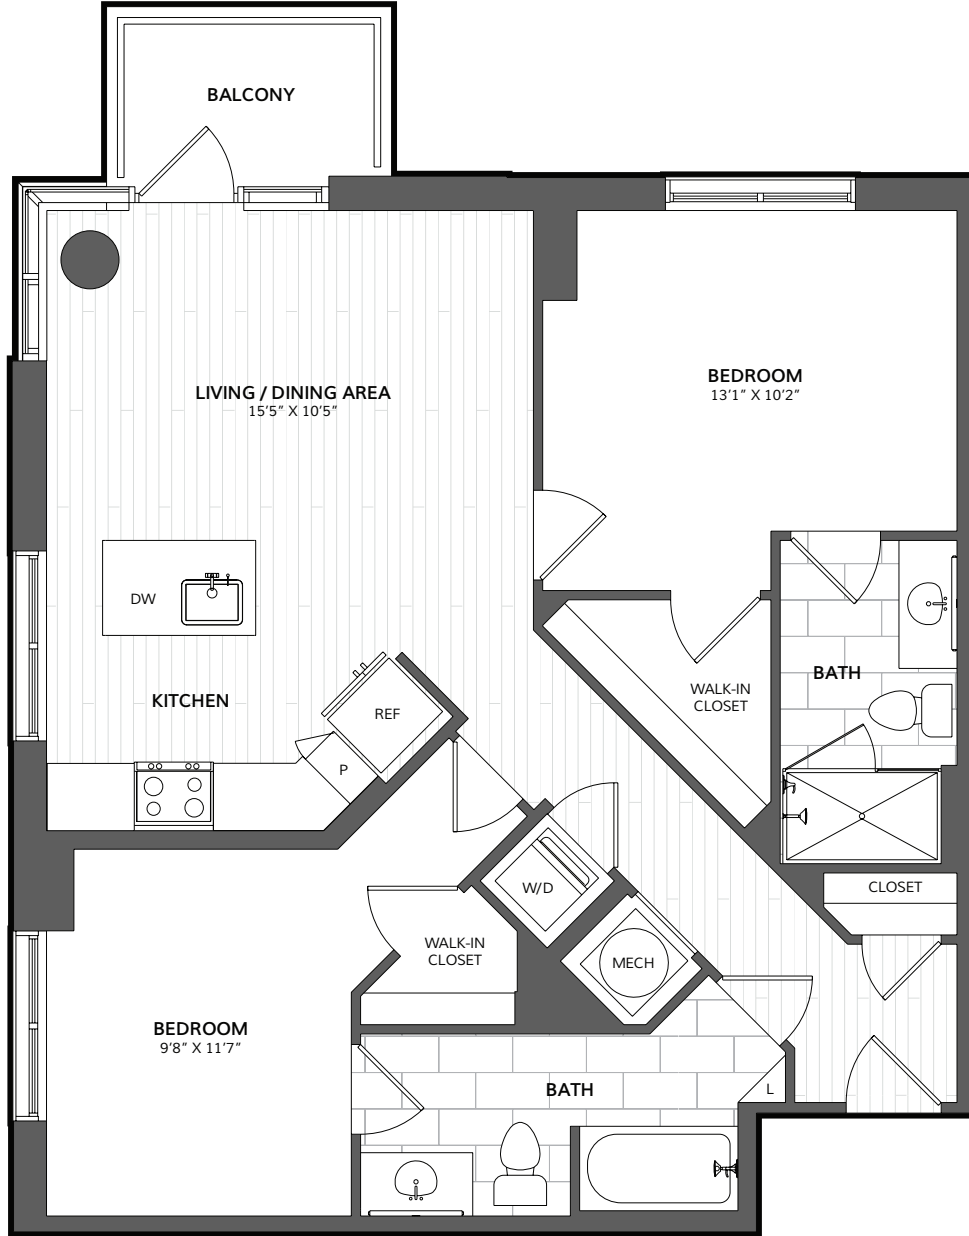 BALCONY
LIVING / DINING AREA
15'5" X 10'5"
BEDROOM
13'1" X 10'2"
DW
KITCHEN
REF
P
WALK-IN
CLOSET
BATH
W/D
CLOSET
WALK-IN
CLOSET
MECH
BEDROOM
9'8" X 11'7"
BATH
L